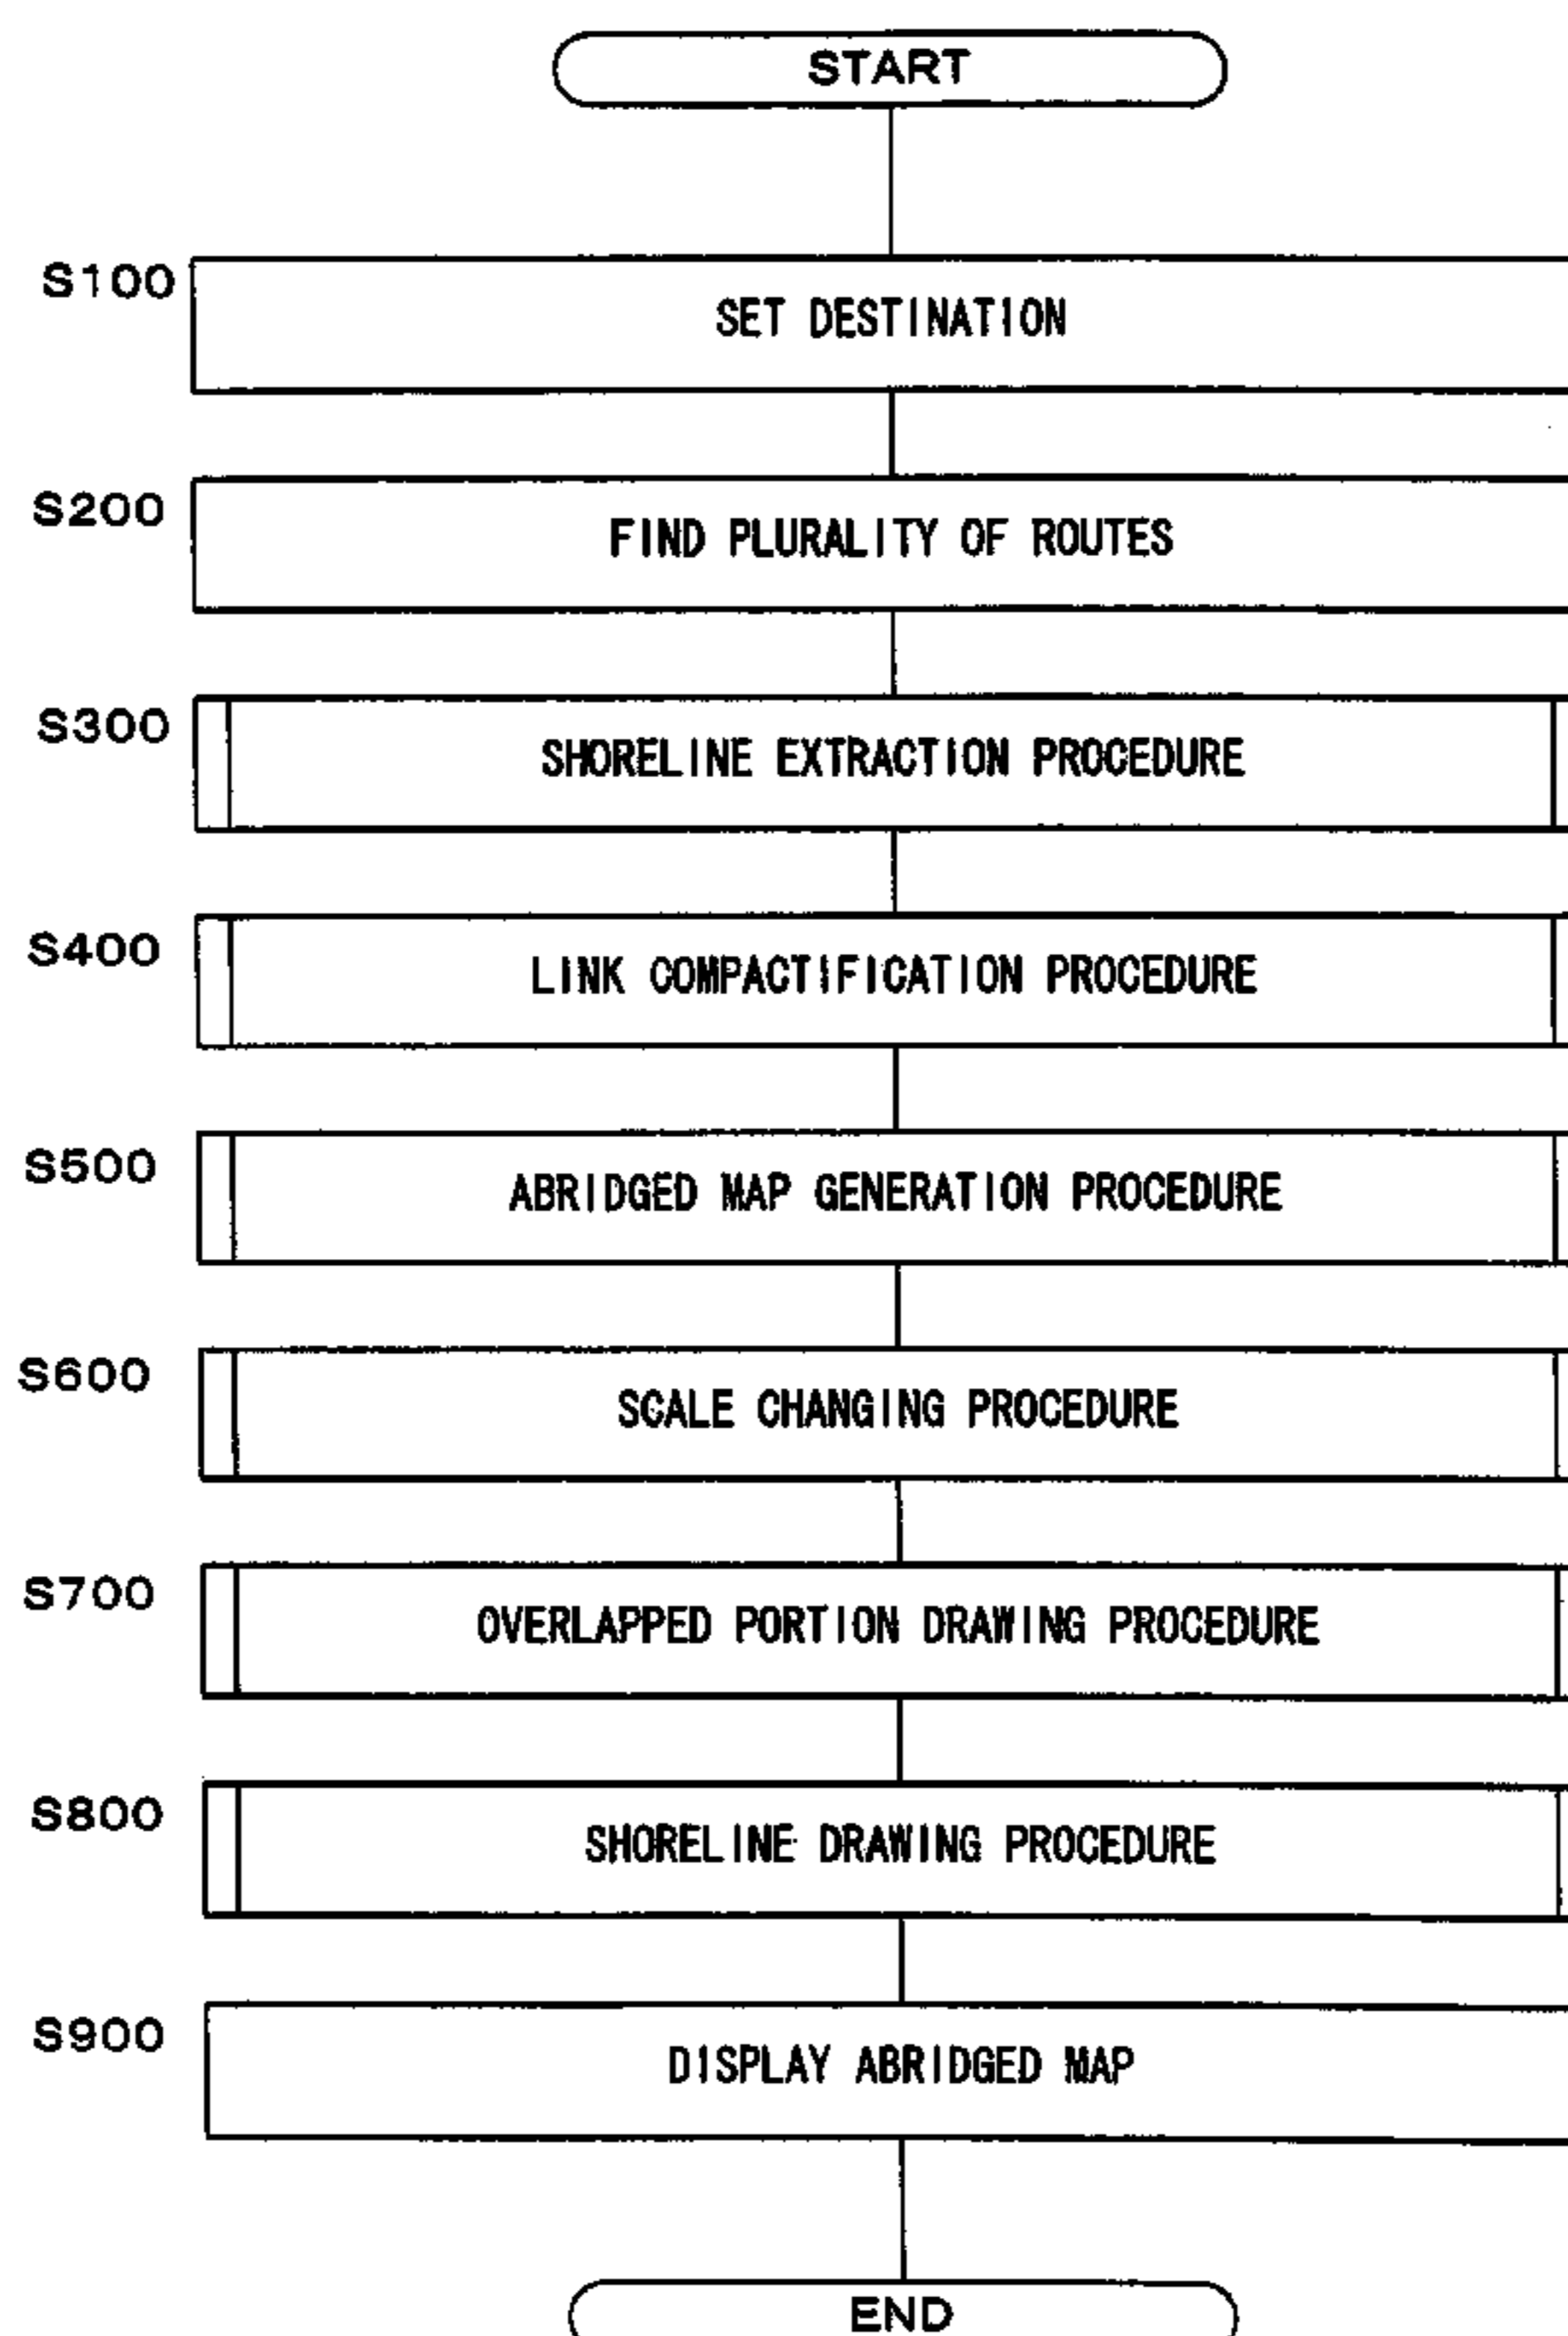 START
S100
SET DESTINATION
S200
FIND PLURALITY OF ROUTES
S300
SHORELINE EXTRACTION PROCEDURE
S400
LINK COMPACTIFICATION PROCEDURE
S500
ABRIDGED MAP GENERATION PROCEDURE
S600
SCALE CHANGING PROCEDURE
S700
OVERLAPPED PORTION DRAWING PROCEDURE
S800
SHORELINE DRAWING PROCEDURE
S900
DISPLAY ABRIDGED MAP
END